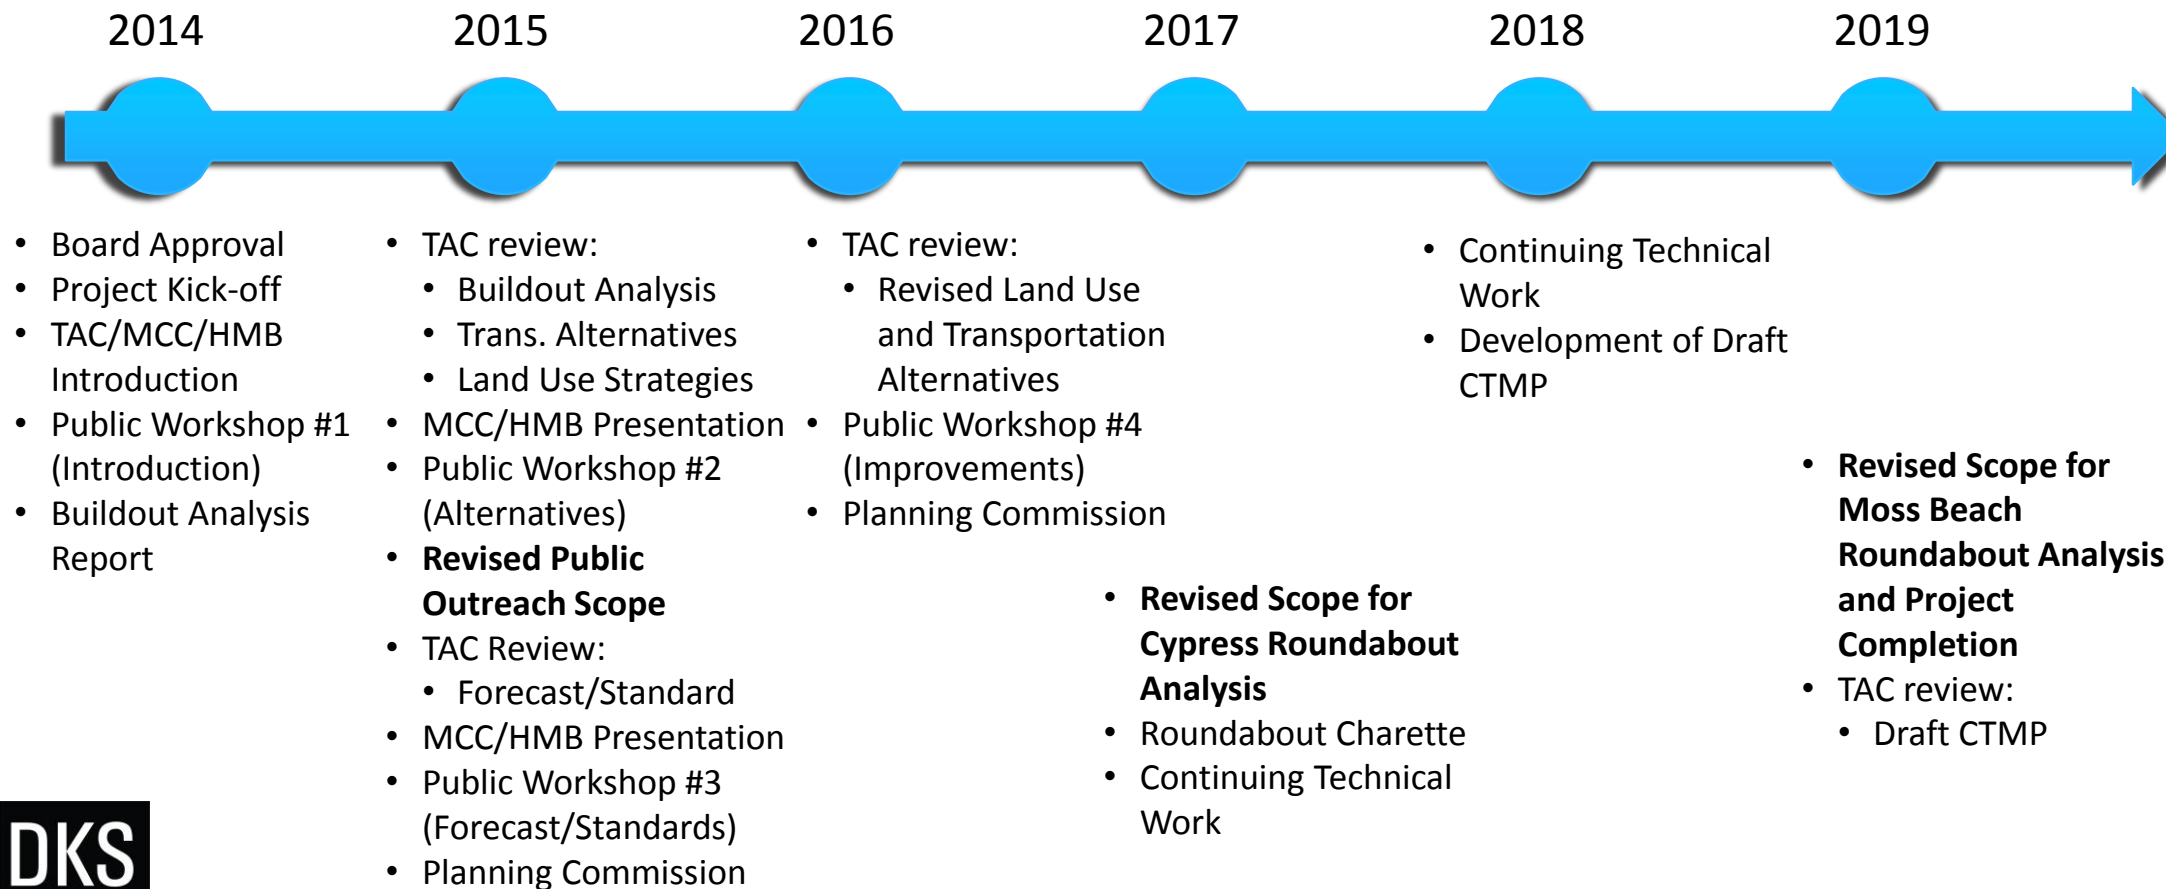 2014
2015
2016
2017
2018
2019
• Board Approval
• Project Kick-off
• TAC/MCC/HMB
Introduction
• Public Workshop #1
(Introduction)
• Buildout Analysis
Report
• TAC review:
• Buildout Analysis
• Trans. Alternatives
• Land Use Strategies
• MCC/HMB Presentation
• Public Workshop #2
(Alternatives)
• Revised Public
Outreach Scope
• TAC Review:
• Forecast/Standard
• MCC/HMB Presentation
• Public Workshop #3
(Forecast/Standards)
• Planning Commission
• TAC review:
• Revised Land Use
and Transportation
Alternatives
• Public Workshop #4
(Improvements)
• Planning Commission
• Revised Scope for
Cypress Roundabout
Analysis
• Roundabout Charette
• Continuing Technical
Work
• Continuing Technical
Work
• Development of Draft
CTMP
• Revised Scope for
Moss Beach
Roundabout Analysis
and Project
Completion
• TAC review:
• Draft CTMP
DKS